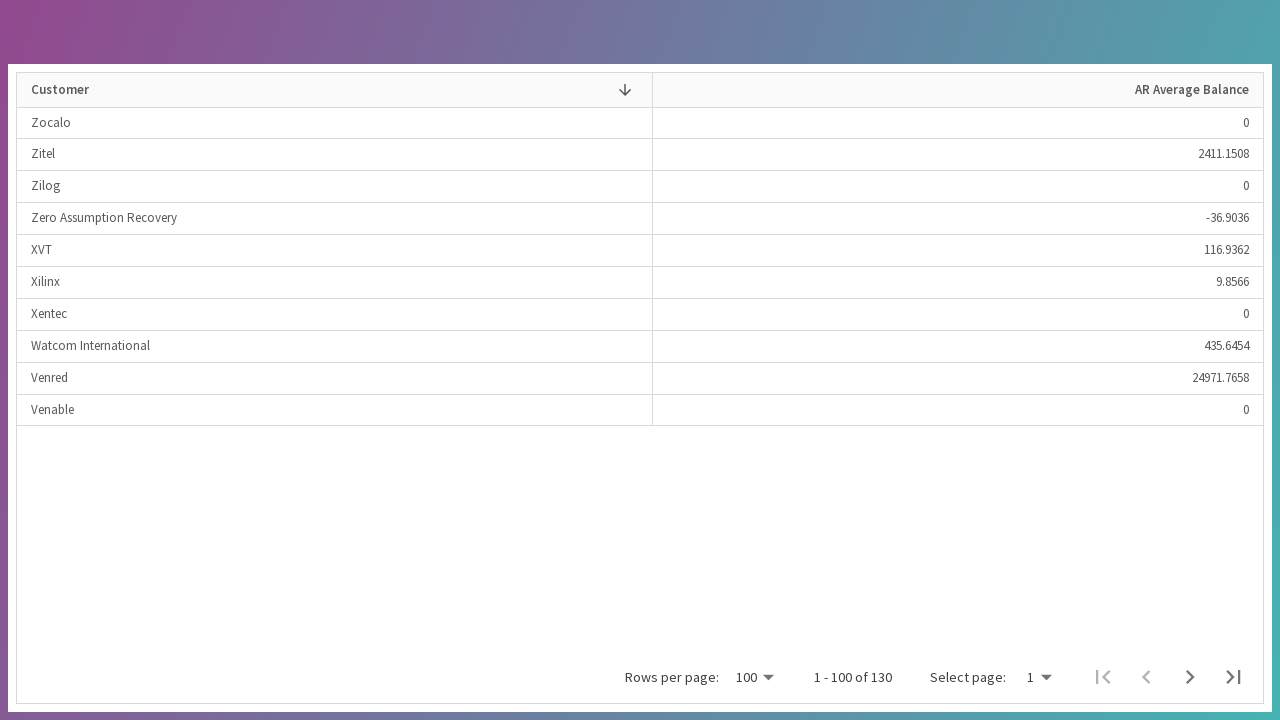 Customer AR Average Balance
Zocalo 0
Zitel 2411.1508
Zilog 0
Zero Assumption Recovery -36.9036
XVT 116.9362
Xilinx 9.8566
Xentec 0
Watcom International 435.6454
Venred 24971.7658
Venable 0
Rows per page: 100 1 - 100 of 130 Select page: 1